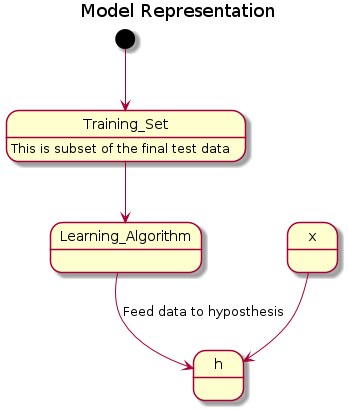 Model Representation
Training_Set
This is subset of the final test data
Learning_Algorithm
x
Feed data to hyposthesis
h